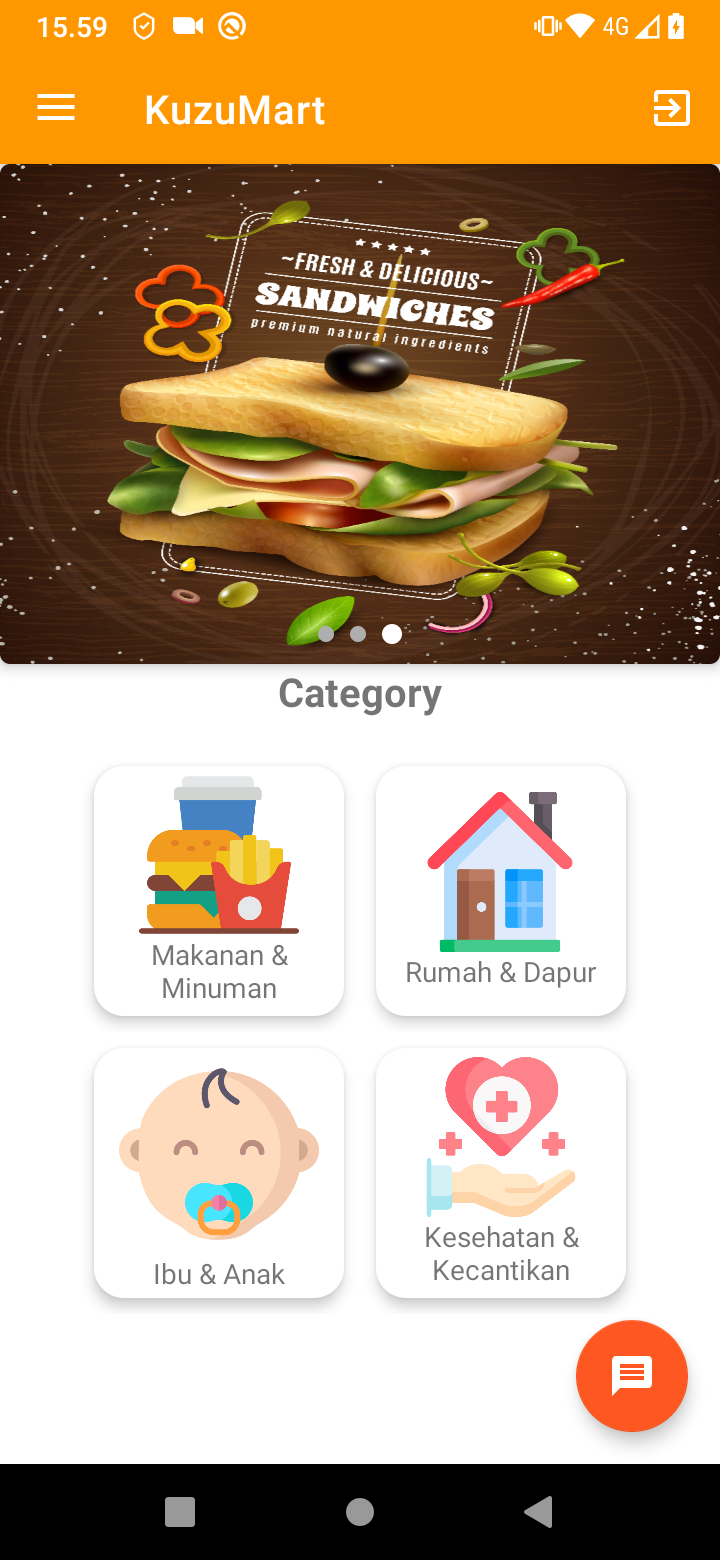 15.59
4G
KuzuMart
~FRESH & DELICIOUS~
SANDWICHES
premium natural ingredients
Category
Makanan &
Minuman
Rumah & Dapur
Ibu & Anak
Kesehatan &
Kecantikan